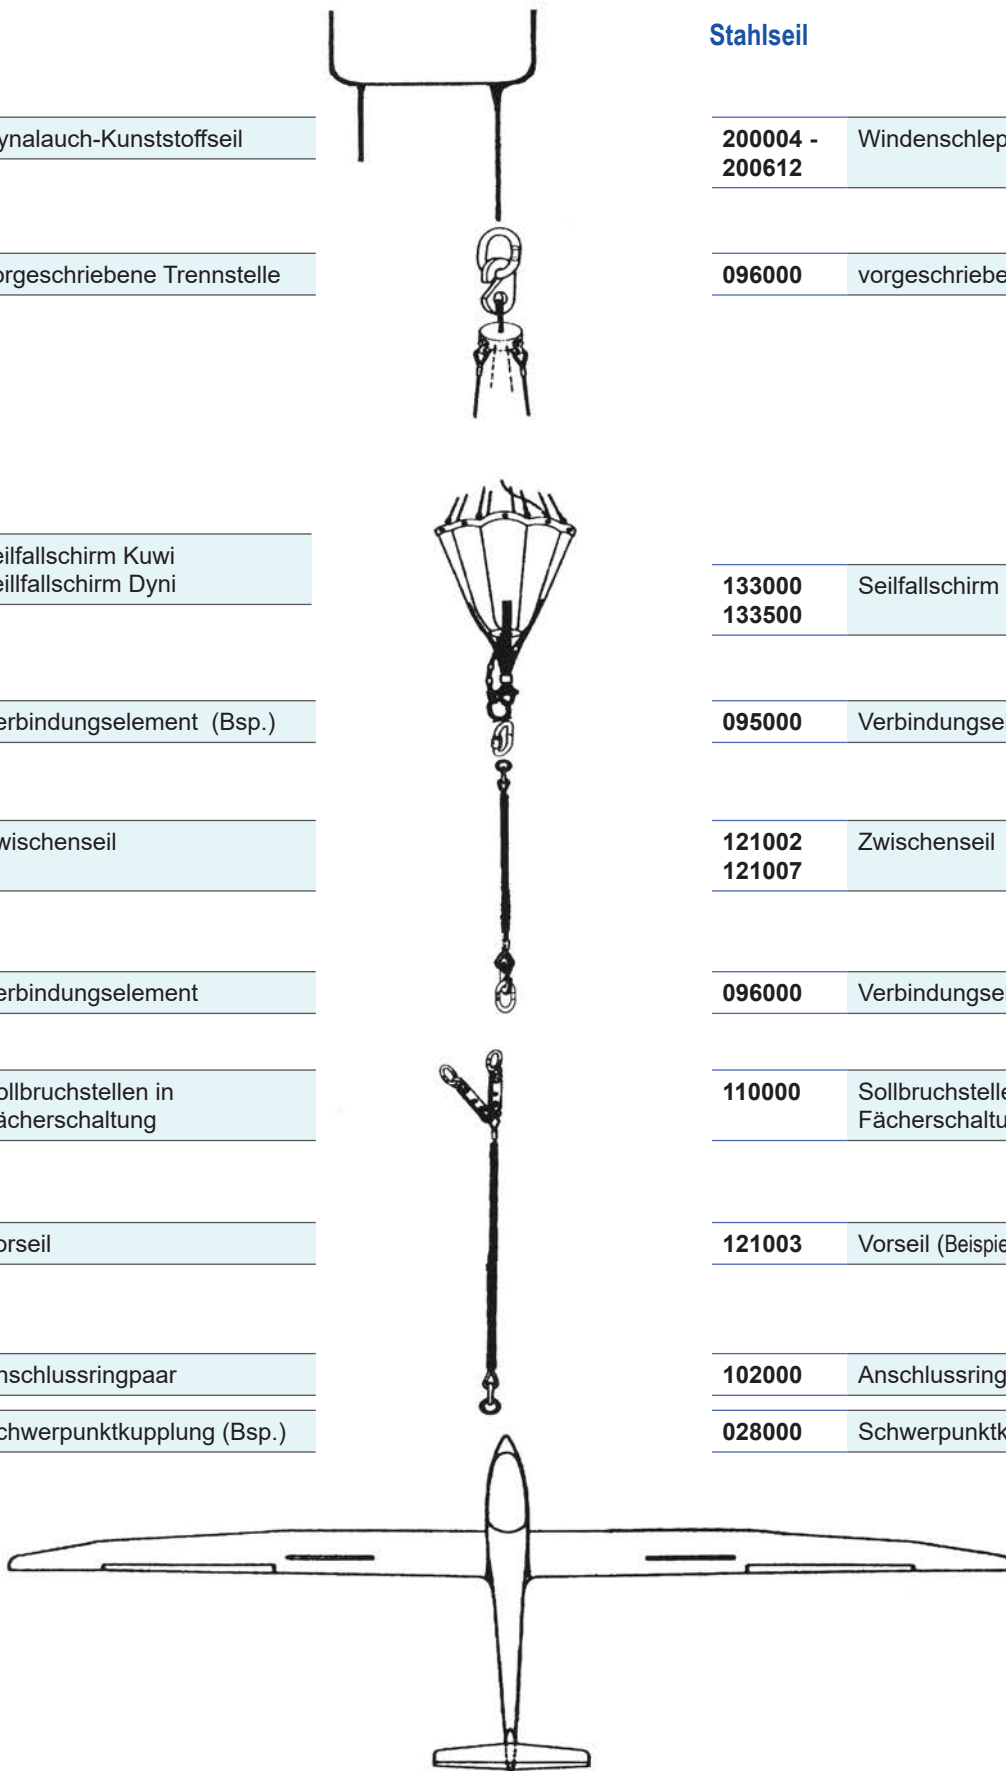 Stahlseil
ynalauch-Kunststoffseil
orgeschriebene Trennstelle
eilfallschirm Kuwi
eillfallschirm Dyni
erbindungselement (Bsp.)
wischenseil
erbindungselement
ollbruchstellen in
ächerschaltung
orseil
nschlussringpaar
chwerpunktkupplung (Bsp.)
200004 - Windenschlep
200612
096000 vorgeschriebe
133000 Seilfallschirm
133500
095000 Verbindungse
121002 Zwischenseil
121007
096000 Verbindungse
110000 Sollbruchstelle
Fächerschaltu
121003 Vorseil (Beispie
102000 Anschlussring
028000 Schwerpunktk